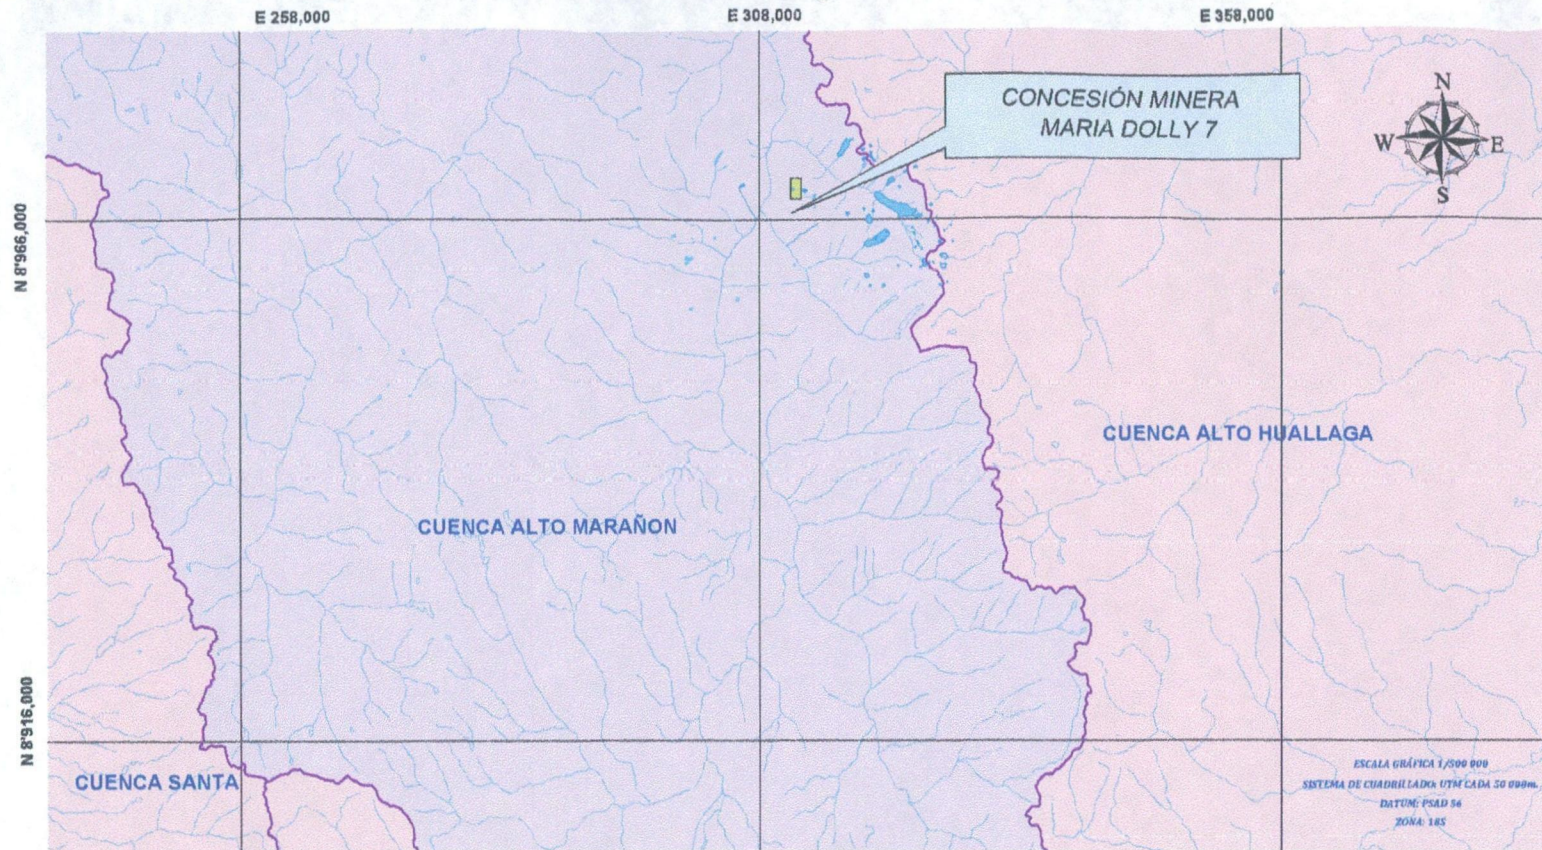 E 258,000
E 308,000
E 358,000
CONCESIÓN MINERA
MARIA DOLLY 7
N
W
E
S
N 8'966,000
CUENCA ALTO HUALLAGA
CUENCA ALTO MARAÑON
N 8'916,000
CUENCA SANTA
ESCALA GRÁFICA 1/500 000
SISTEMA DE CUADRILLADO: UTM CADA 50 000m.
DATUM: PSAD 56
ZONA: 18S